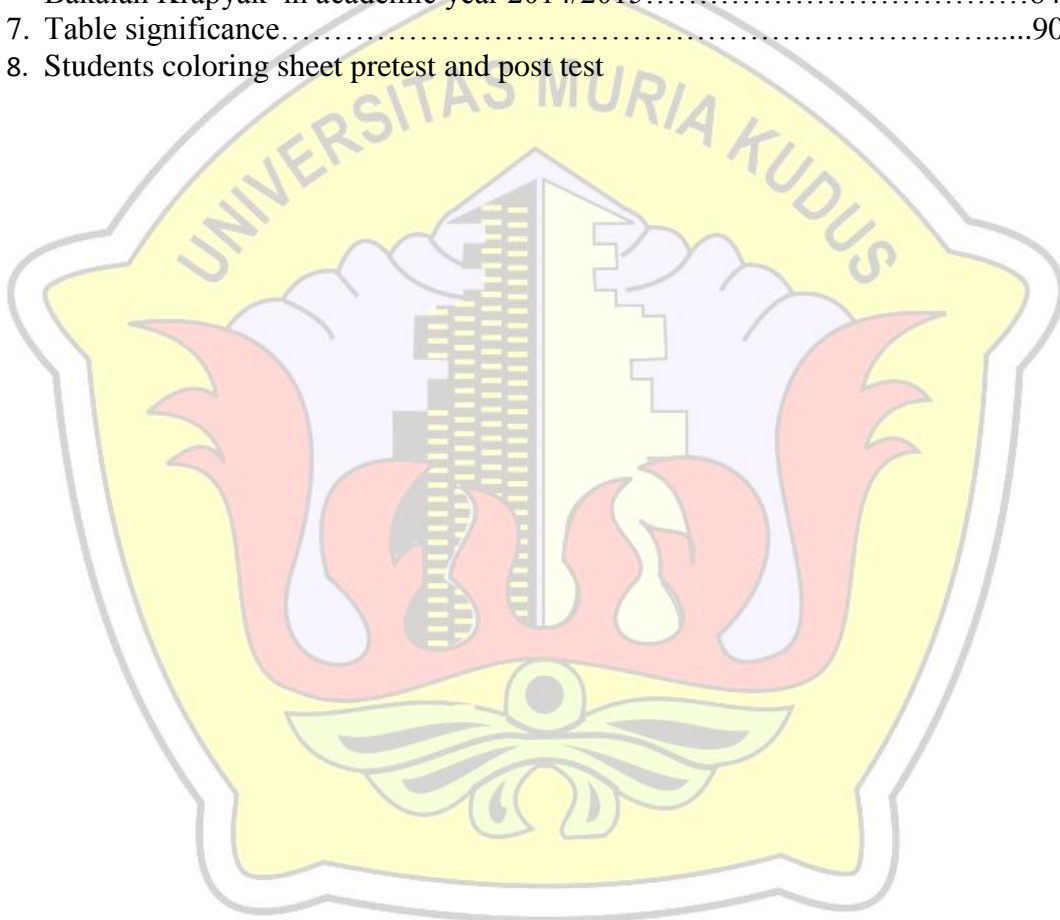 Bakalan Krapyak in academic year 2014/2015……………………………….84
7. Table significance……………………………………………………………......90
8. Students coloring sheet pretest and post test
UNIVERSITAS MURIA KUDUS